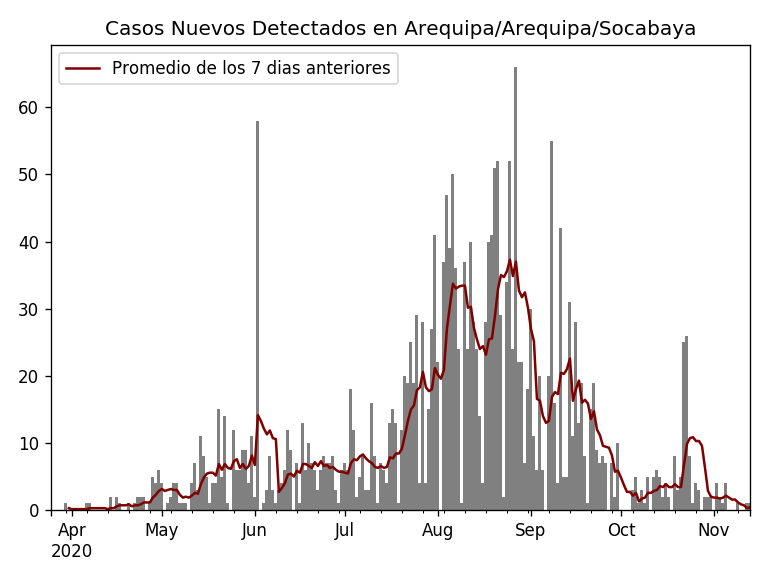 Casos Nuevos Detectados en Arequipa/Arequipa/Socabaya
Promedio de los 7 dias anteriores
60
50
40
30
20
10
0
Apr May Jun Jul Aug Sep Oct Nov
2020